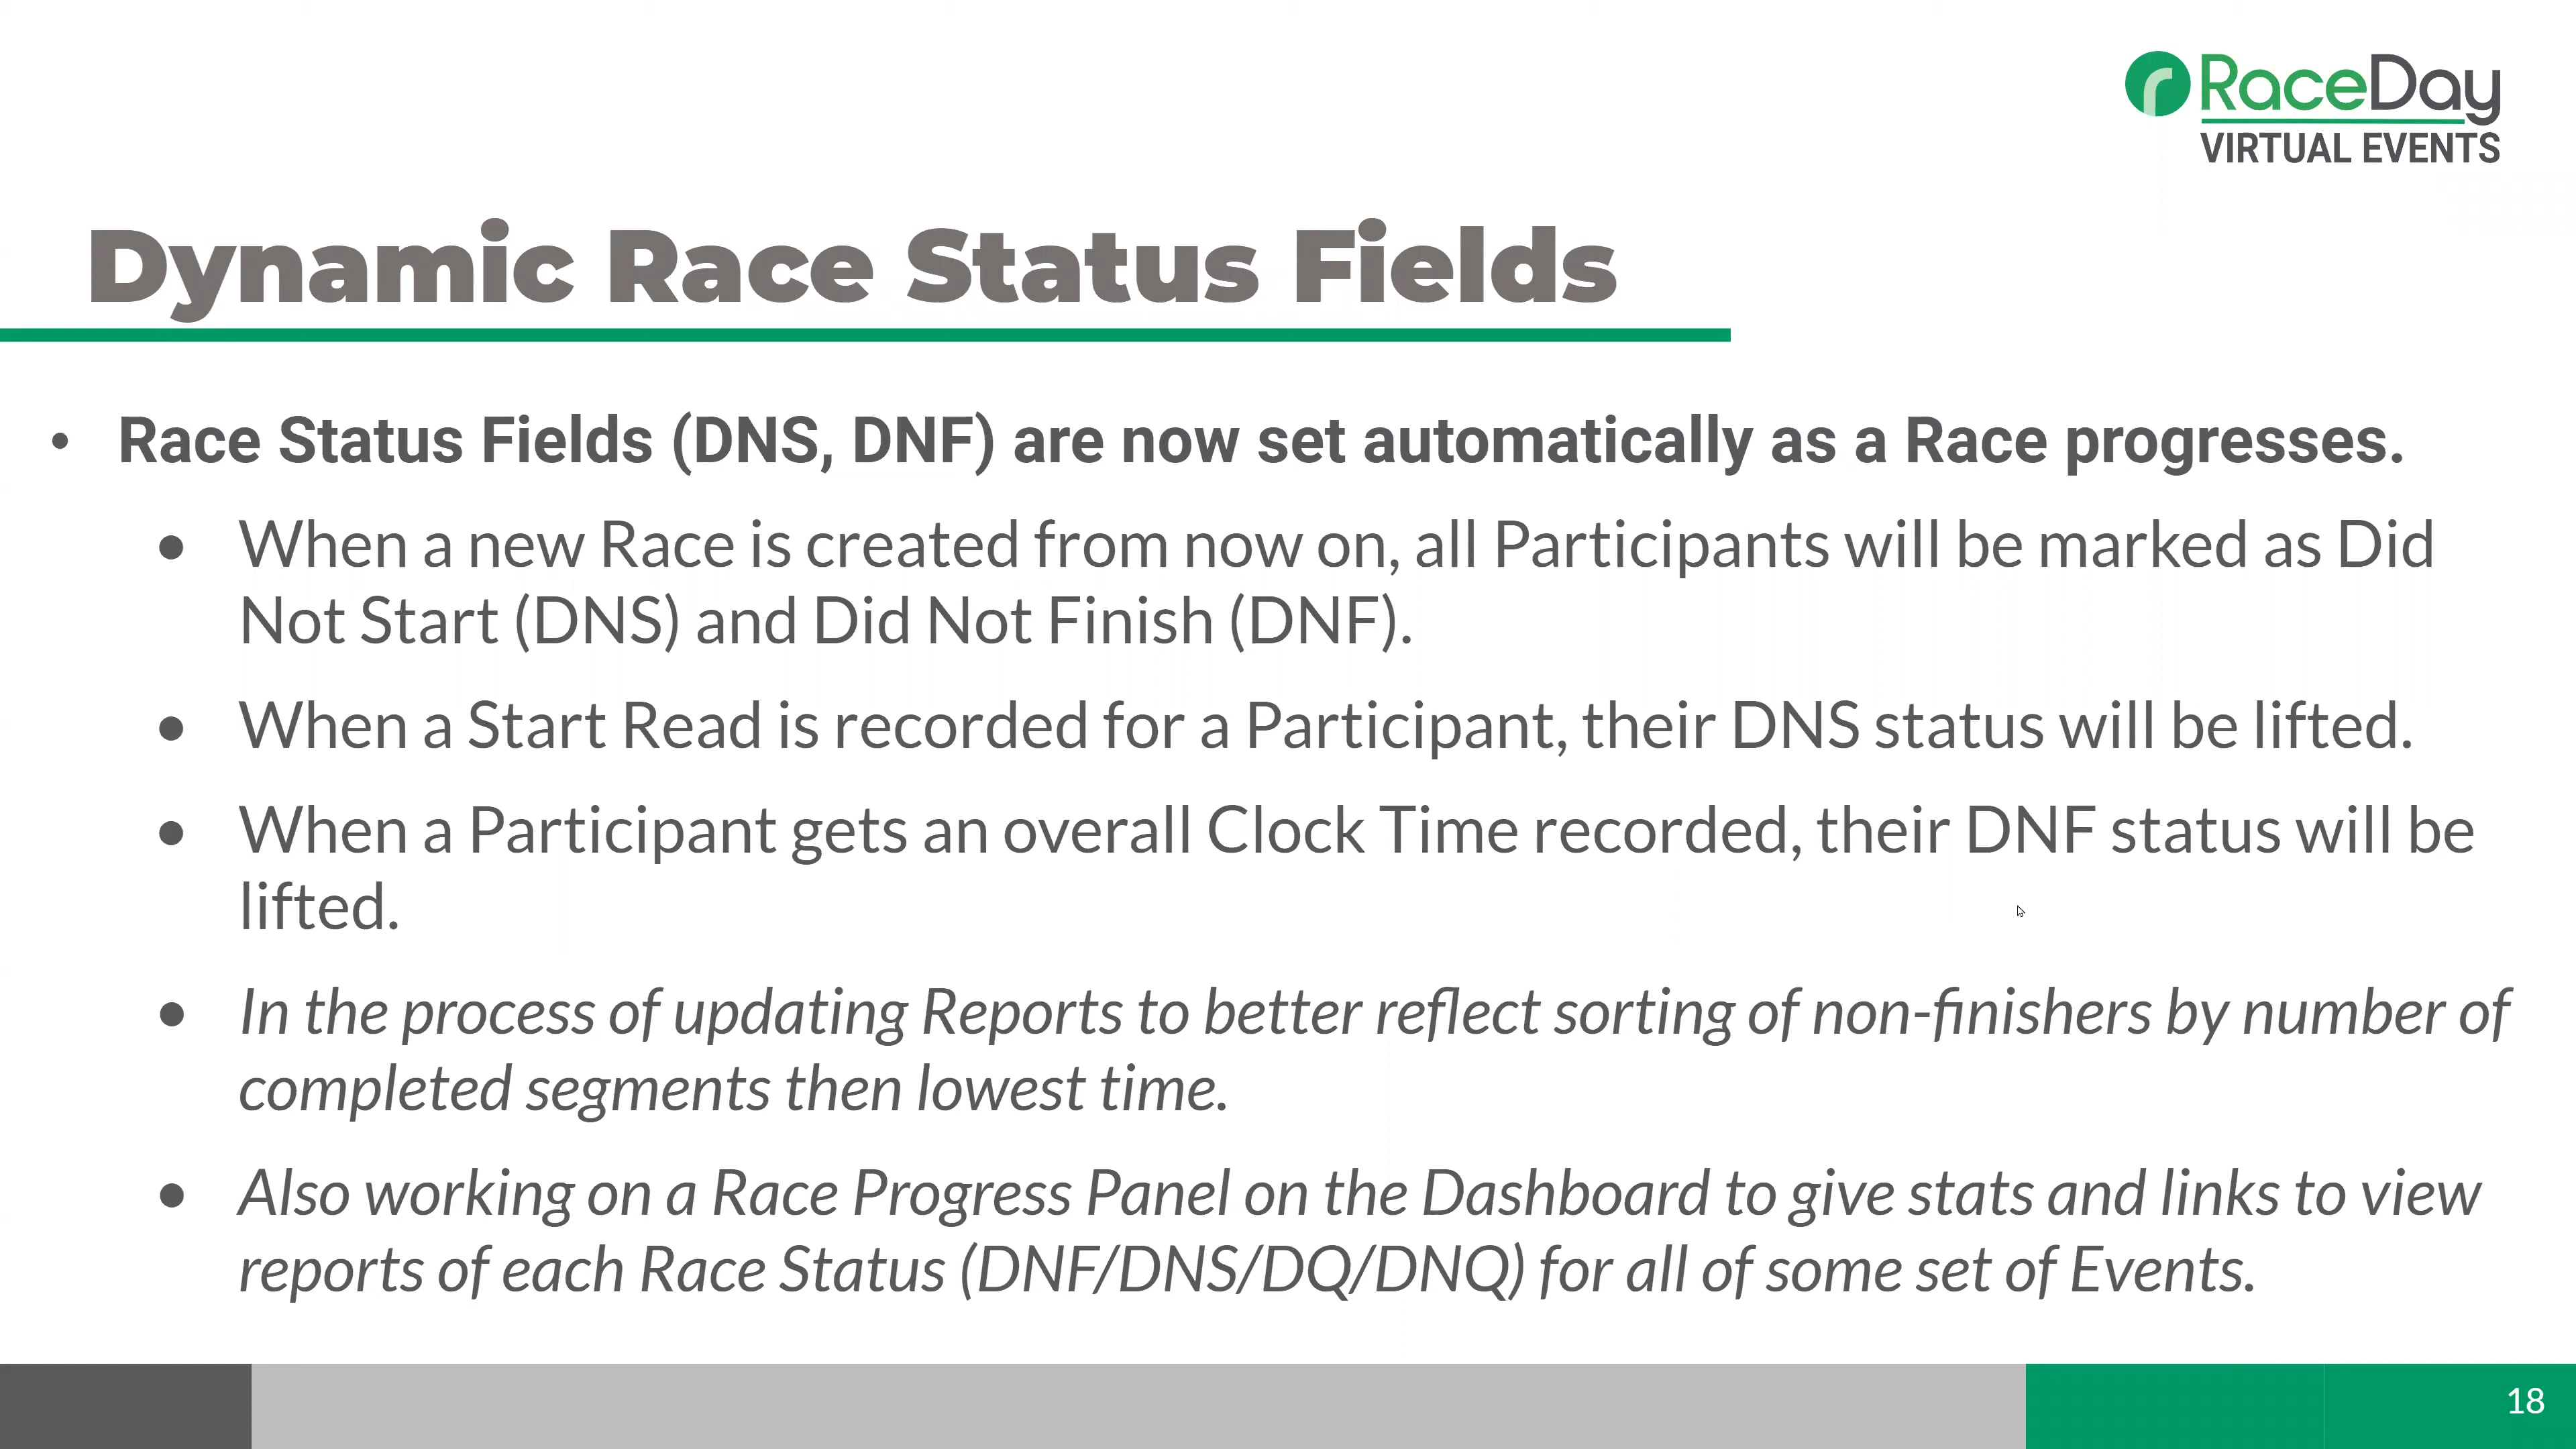 RaceDay
VIRTUAL EVENTS
Dynamic Race Status Fields
• Race Status Fields (DNS, DNF) are now set automatically as a Race progresses.
● When a new Race is created from now on, all Participants will be marked as Did
Not Start (DNS) and Did Not Finish (DNF).
● When a Start Read is recorded for a Participant, their DNS status will be lifted.
● When a Participant gets an overall Clock Time recorded, their DNF status will be
lifted.
● In the process of updating Reports to better reflect sorting of non-finishers by number of
completed segments then lowest time.
● Also working on a Race Progress Panel on the Dashboard to give stats and links to view
reports of each Race Status (DNF/DNS/DQ/DNQ) for all of some set of Events.
18